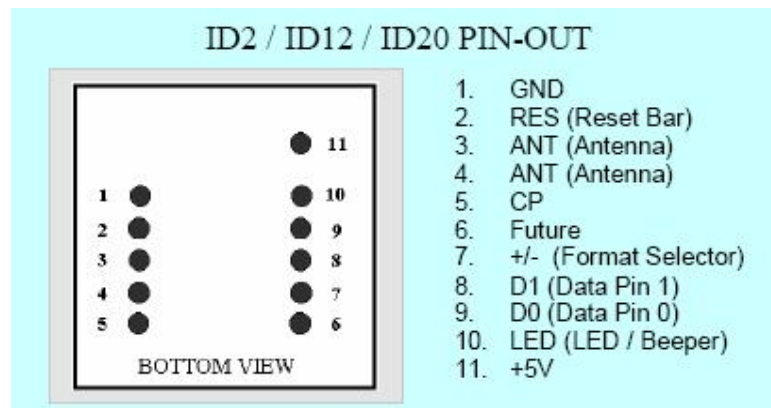 ID2 / ID12 / ID20 PIN-OUT
11
1 10
2 9
3 8
4 7
5 6
BOTTOM VIEW
1. GND
2. RES (Reset Bar)
3. ANT (Antenna)
4. ANT (Antenna)
5. CP
6. Future
7. +/- (Format Selector)
8. D1 (Data Pin 1)
9. D0 (Data Pin 0)
10. LED (LED / Beeper)
11. +5V